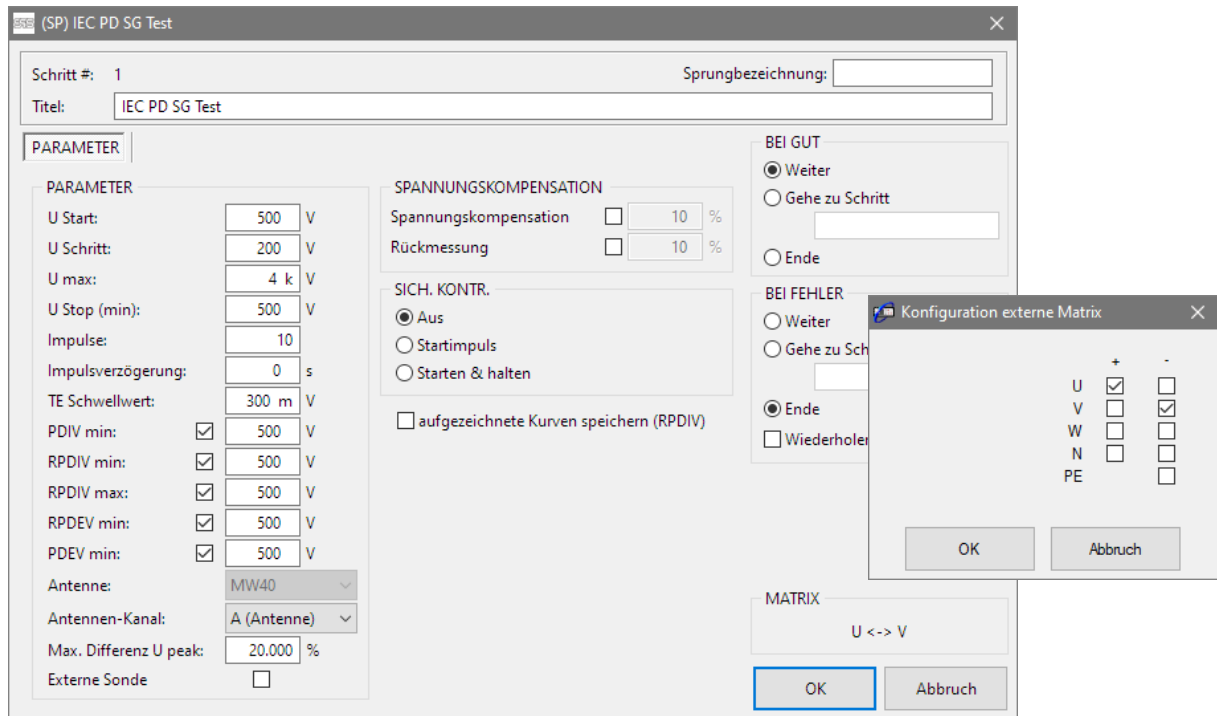 (SP) IEC PD SG Test
Schritt #: 1
Sprungbezeichnung:
Titel: IEC PD SG Test
PARAMETER
PARAMETER
U Start: 500 V
U Schritt: 200 V
U max: 4 k V
U Stop (min): 500 V
Impulse: 10
Impulsverzögerung: 0 s
TE Schwellwert: 300 m V
PDIV min: 500 V
RPDIV min: 500 V
RPDIV max: 500 V
RPDEV min: 500 V
PDEV min: 500 V
Antenne: MW40
Antennen-Kanal: A (Antenne)
Max. Differenz U peak: 20.000 %
Externe Sonde
SPANNUNGSKOMPENSATION
Spannungskompensation 10 %
Rückmessung 10 %
SICH. KONTR.
Aus
Startimpuls
Starten & halten
aufgezeichnete Kurven speichern (RPDIV)
BEI GUT
Weiter
Gehe zu Schritt
Ende
BEI FEHLER
Weiter
Gehe zu Sch
Ende
Wiederholen
MATRIX
U <-> V
OK Abbruch
Konfiguration externe Matrix
+ -
U
V
W
N
PE
OK Abbruch